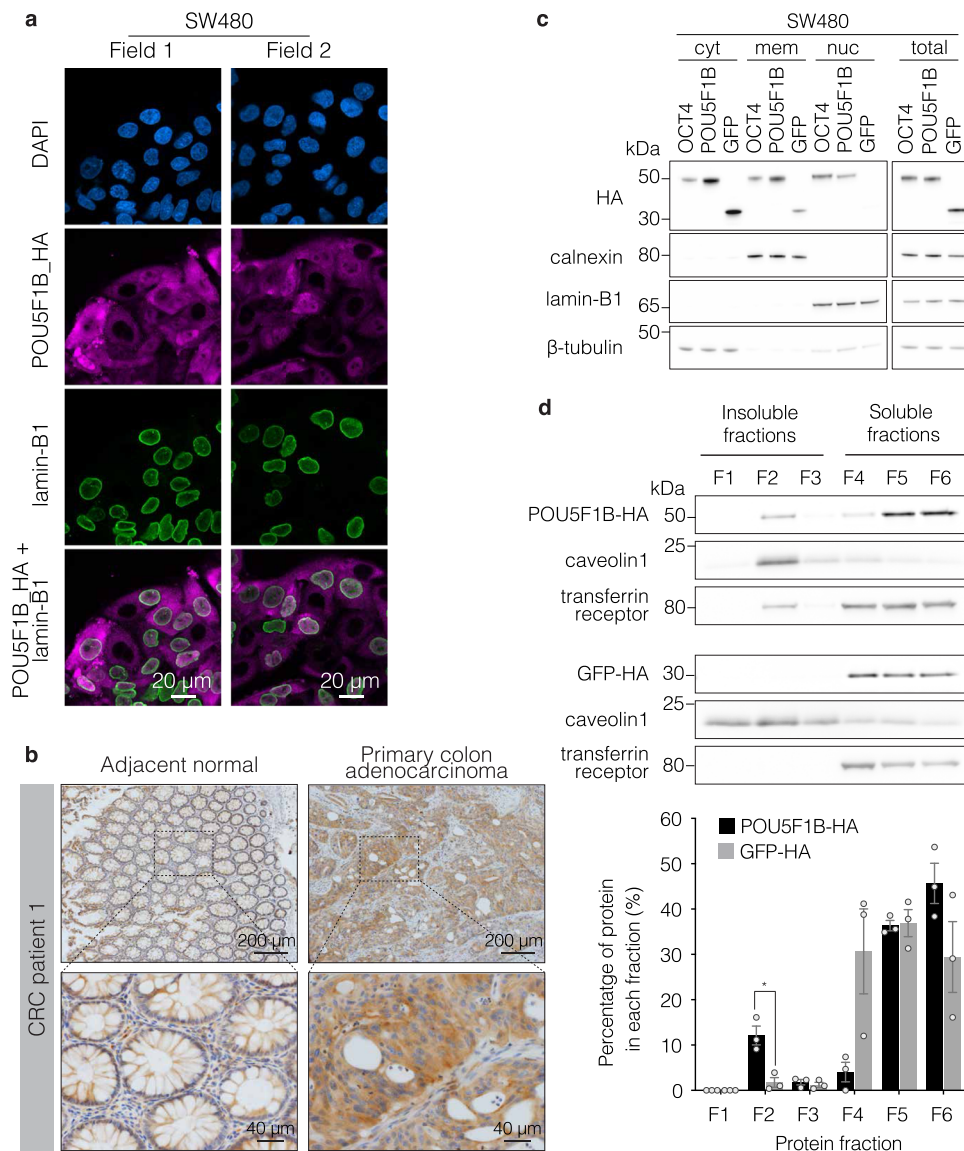 a
SW480
Field 1 Field 2
DAPI
POU5F1B_HA
lamin-B1
POU5F1B_HA +
lamin-B1
20 µm 20 µm
b
Adjacent normal
Primary colon
adenocarcinoma
CRC patient 1
200 µm 200 µm
40 µm 40 µm
c
SW480
cyt mem nuc total
OCT4 POU5F1B GFP OCT4 POU5F1B GFP OCT4 POU5F1B GFP OCT4 POU5F1B GFP
kDa
HA 50
30
calnexin 80
lamin-B1 65
50
β-tubulin
d
Insoluble
fractions
Soluble
fractions
F1 F2 F3 F4 F5 F6
kDa
POU5F1B-HA 50
25
caveolin1
transferrin
receptor 80
GFP-HA 30
25
caveolin1
transferrin
receptor 80
POU5F1B-HA
GFP-HA
Percentatge of protein
in each fraction (%)
60
50
40
30
20
10
0
*
F1 F2 F3 F4 F5 F6
Protein fraction